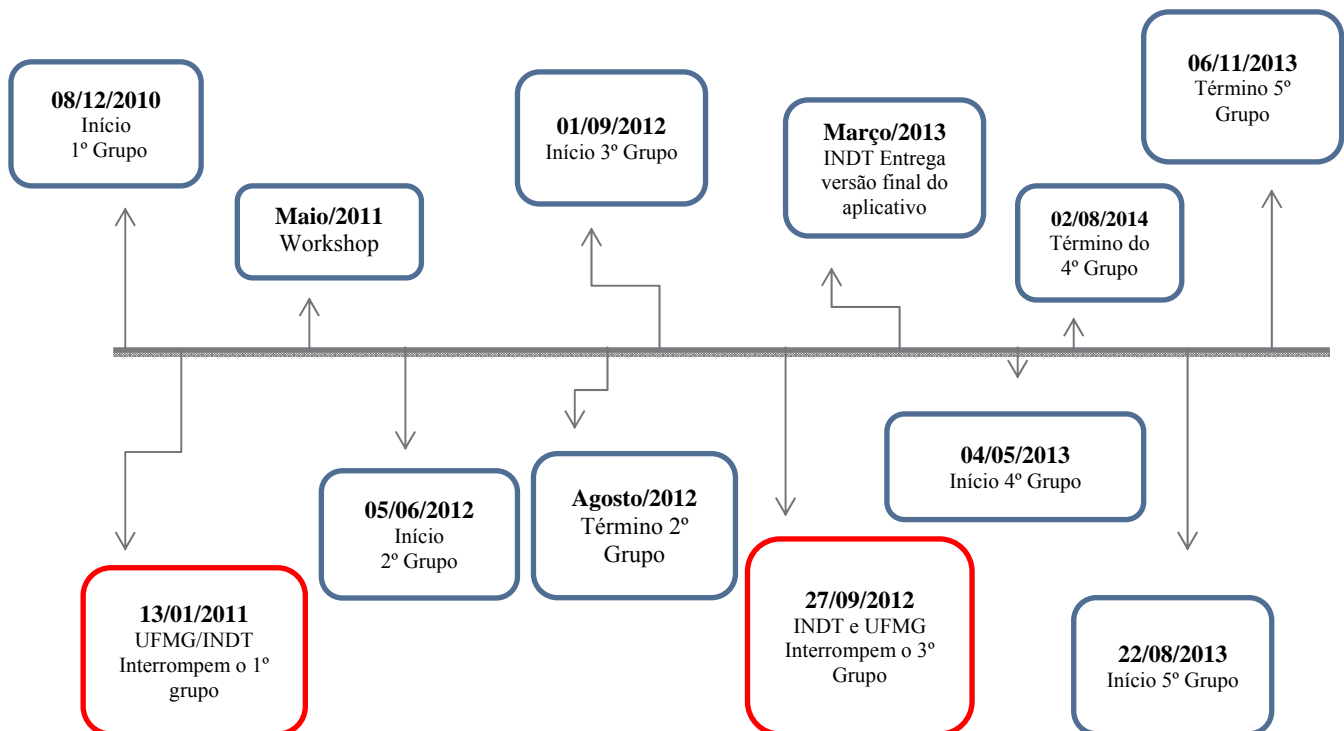 08/12/2010
Início
1º Grupo
Maio/2011
Workshop
01/09/2012
Início 3º Grupo
Março/2013
INDT Entrega
versão final do
aplicativo
02/08/2014
Término do
4º Grupo
06/11/2013
Término 5º
Grupo
13/01/2011
UFMG/INDT
Interrompem o 1º
grupo
05/06/2012
Início
2º Grupo
Agosto/2012
Término 2º
Grupo
27/09/2012
INDT e UFMG
Interrompem o 3º
Grupo
04/05/2013
Início 4º Grupo
22/08/2013
Início 5º Grupo